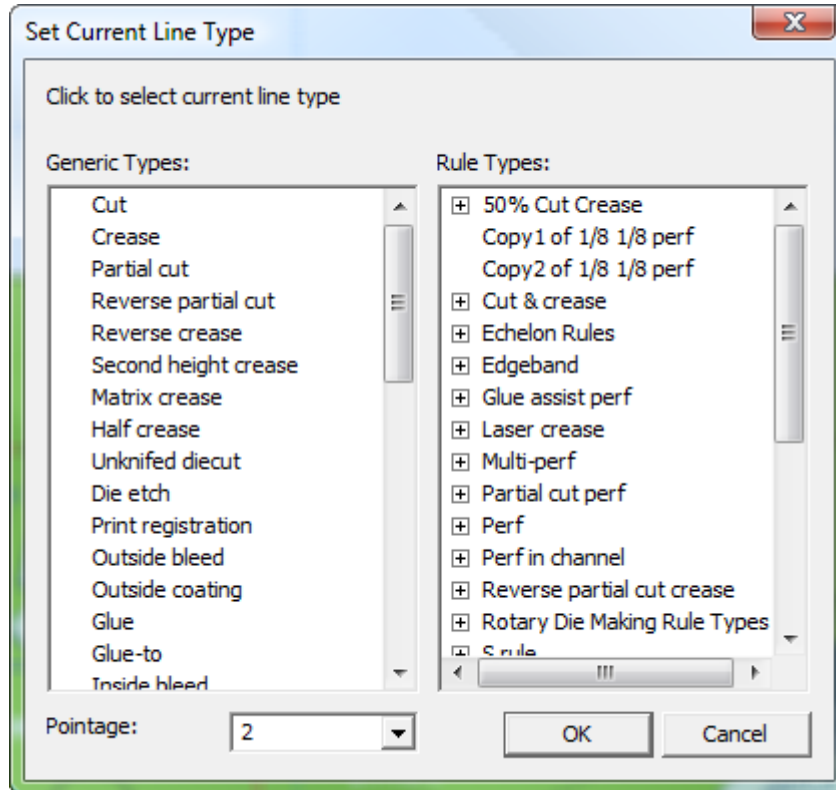 Set Current Line Type
Click to select current line type
Generic Types:
Cut
Crease
Partial cut
Reverse partial cut
Reverse crease
Second height crease
Matrix crease
Half crease
Unknifed diecut
Die etch
Print registration
Outside bleed
Outside coating
Glue
Glue-to
Inside bleed
Rule Types:
50% Cut Crease
Copy1 of 1/8 1/8 perf
Copy2 of 1/8 1/8 perf
Cut & crease
Echelon Rules
Edgeband
Glue assist perf
Laser crease
Multi-perf
Partial cut perf
Perf
Perf in channel
Reverse partial cut crease
Rotary Die Making Rule Types
S rule
Pointage:
2
OK
Cancel